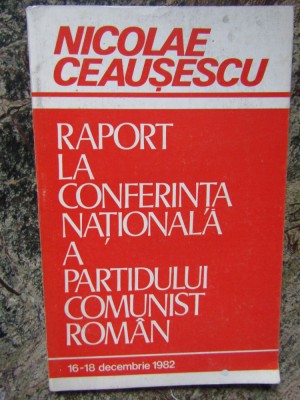 NICOLAE
CEAUȘESCU
RAPORT
LA
CONFERINȚA
NAȚIONALĂ
A
PARTIDULUI
COMUNIST
ROMÂN
16-18 decembrie 1982